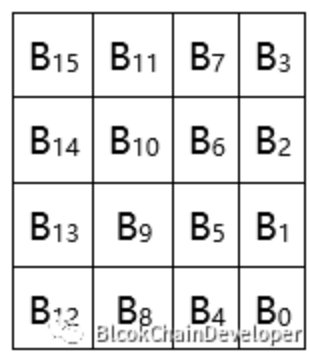 B₁₅ B₁₁ B₇ B₃
B₁₄ B₁₀ B₆ B₂
B₁₃ B₉ B₅ B₁
B₁₂ B₈ B₄ B₀
BlcokChainDeveloper